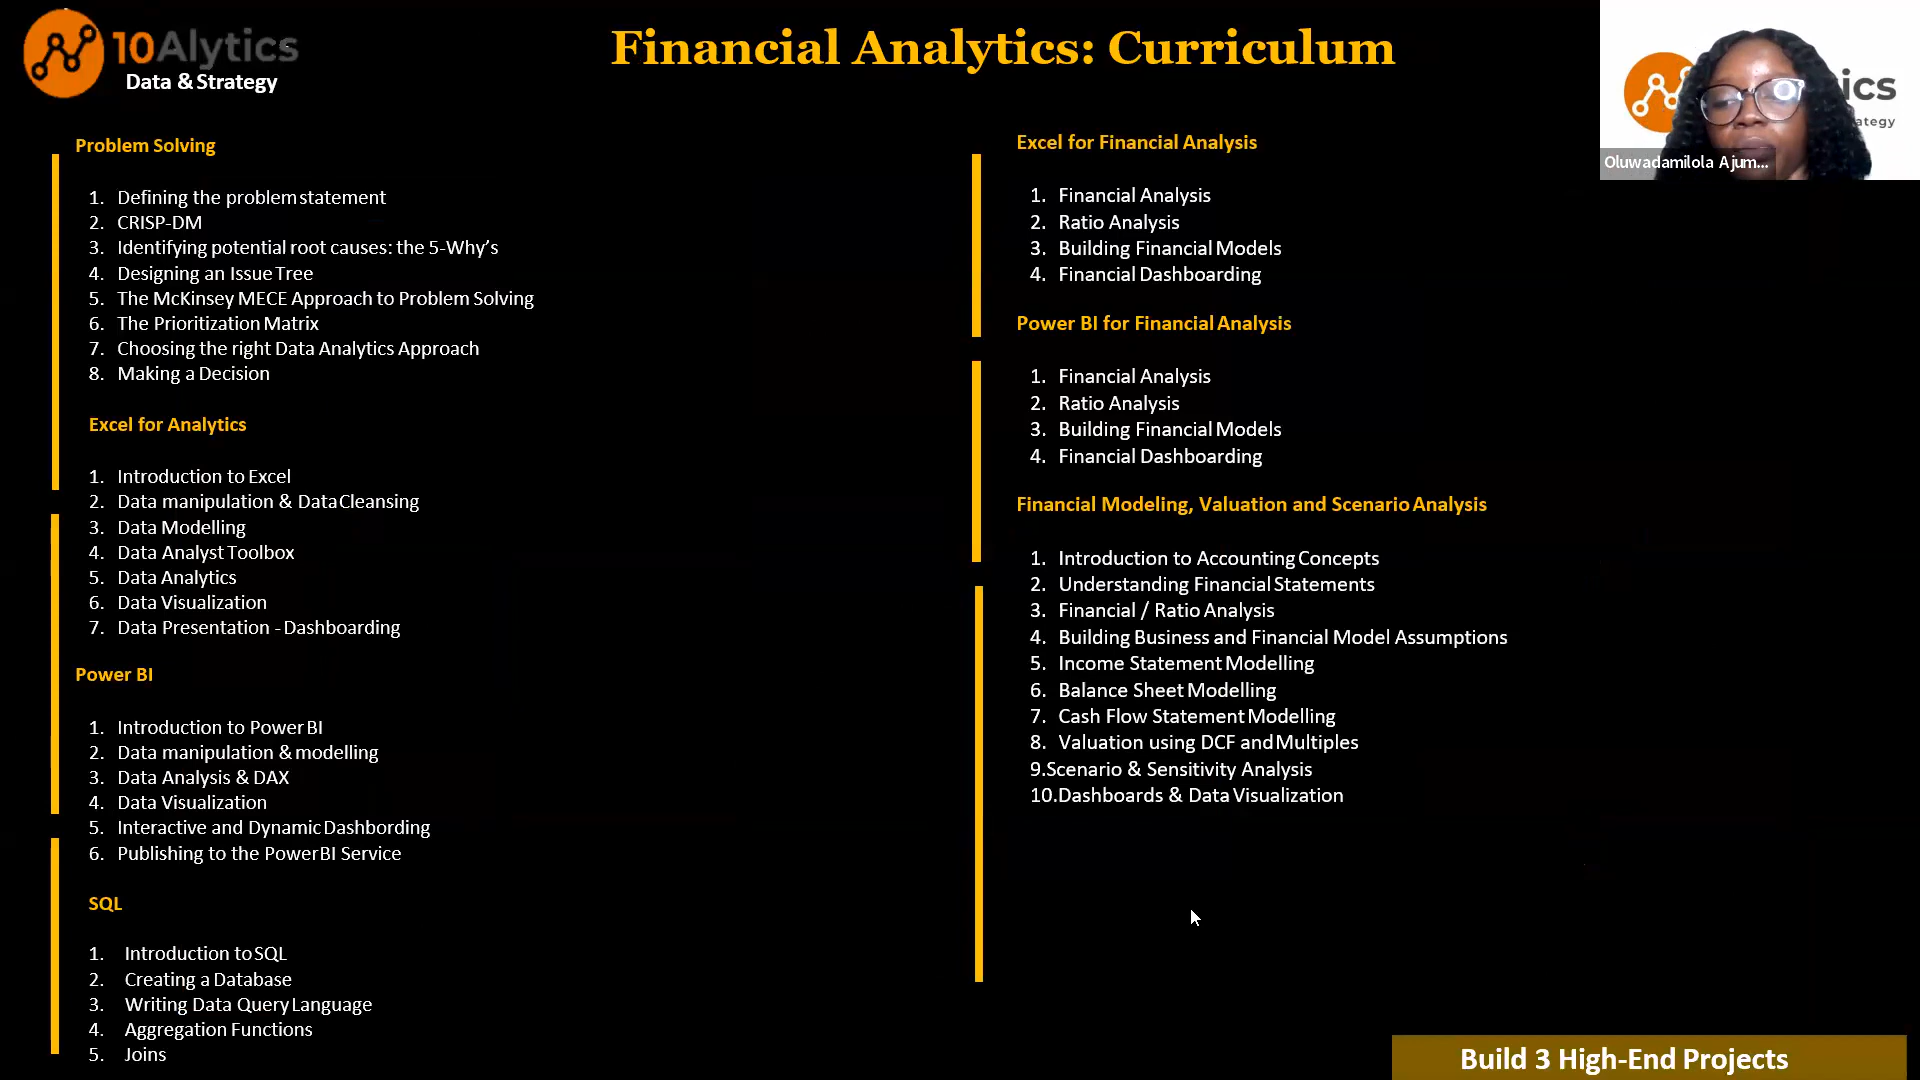 10Alytics
Data & Strategy
Financial Analytics: Curriculum
Problem Solving
1. Defining the problem statement
2. CRISP-DM
3. Identifying potential root causes: the 5-Why's
4. Designing an Issue Tree
5. The McKinsey MECE Approach to Problem Solving
6. The Prioritization Matrix
7. Choosing the right Data Analytics Approach
8. Making a Decision
Excel for Analytics
1. Introduction to Excel
2. Data manipulation & Data Cleansing
3. Data Modelling
4. Data Analyst Toolbox
5. Data Analytics
6. Data Visualization
7. Data Presentation - Dashboarding
Power BI
1. Introduction to Power BI
2. Data manipulation & modelling
3. Data Analysis & DAX
4. Data Visualization
5. Interactive and Dynamic Dashbording
6. Publishing to the PowerBI Service
SQL
1. Introduction to SQL
2. Creating a Database
3. Writing Data Query Language
4. Aggregation Functions
5. Joins
Excel for Financial Analysis
1. Financial Analysis
2. Ratio Analysis
3. Building Financial Models
4. Financial Dashboarding
Power BI for Financial Analysis
1. Financial Analysis
2. Ratio Analysis
3. Building Financial Models
4. Financial Dashboarding
Financial Modeling, Valuation and Scenario Analysis
1. Introduction to Accounting Concepts
2. Understanding Financial Statements
3. Financial / Ratio Analysis
4. Building Business and Financial Model Assumptions
5. Income Statement Modelling
6. Balance Sheet Modelling
7. Cash Flow Statement Modelling
8. Valuation using DCF and Multiples
9.Scenario & Sensitivity Analysis
10.Dashboards & Data Visualization
Build 3 High-End Projects
ics
ategy
Oluwadamilola Ajum...